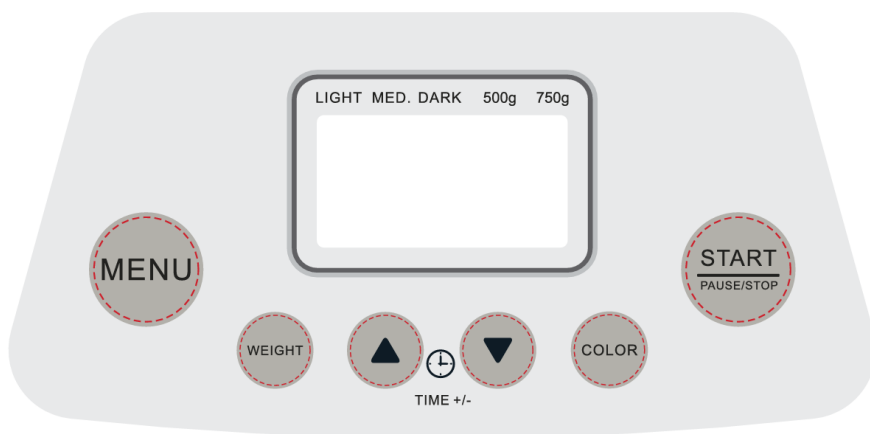 LIGHT MED. DARK 500g 750g
MENU
START
PAUSE/STOP
WEIGHT
COLOR
TIME +/-